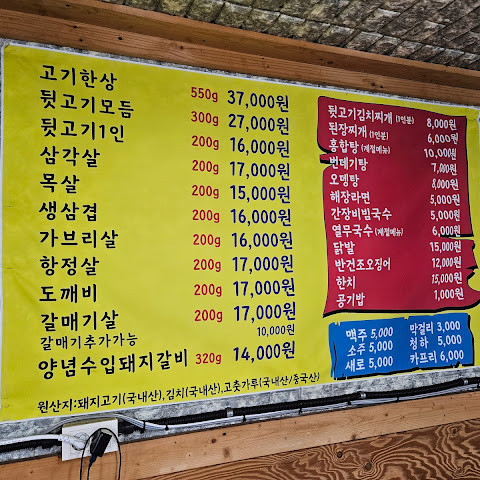 고기한상 550g 37,000원
뒷고기모듬 300g 27,000원
뒷고기1인 200g 16,000원
삼각살 200g 17,000원
목살 200g 15,000원
생삼겹 200g 16,000원
가브리살 200g 16,000원
항정살 200g 17,000원
도깨비 200g 17,000원
갈매기살 200g 17,000원
갈매기추가가능 10,000원
양념수입돼지갈비 320g 14,000원
원산지:돼지고기(국내산),김치(국내산),고춧가루(국내산/중국산)
뒷고기김치찌개 (1인분) 8,000원
된장찌개 (1인분) 6,000원
홍합탕 (계절메뉴) 10,000원
번데기탕 7,000원
오뎅탕 8,000원
해장라면 5,000원
간장비빔국수 5,000원
열무국수 (계절메뉴) 6,000원
닭발 15,000원
반건조오징어 12,000원
한치 15,000원
공기밥 1,000원
맥주 5,000 막걸리 3,000
소주 5,000 청하 5,000
새로 5,000 카프리 6,000